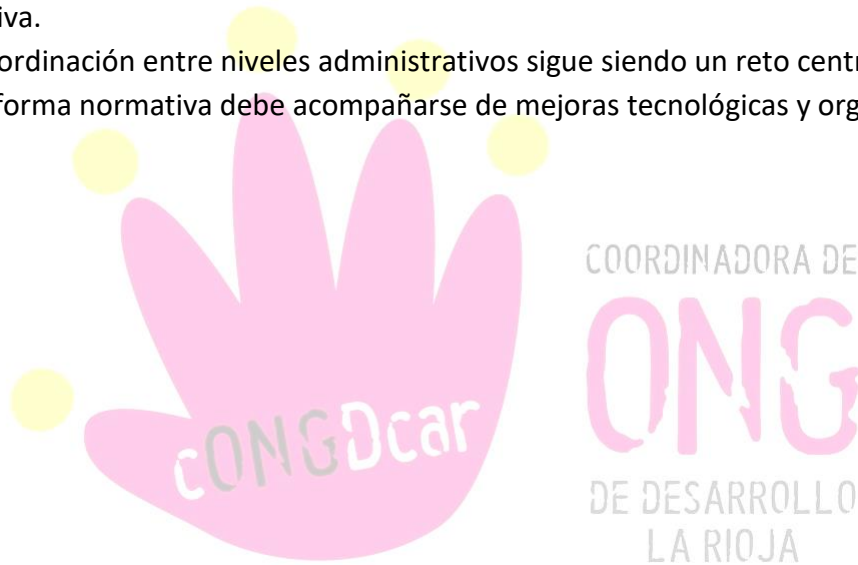 iva.
ordinación entre niveles administrativos sigue siendo un reto centr
forma normativa debe acompañarse de mejoras tecnológicas y org
COORDINADORA DE
ONG
cONGDcar
DE DESARROLLO
LA RIOJA